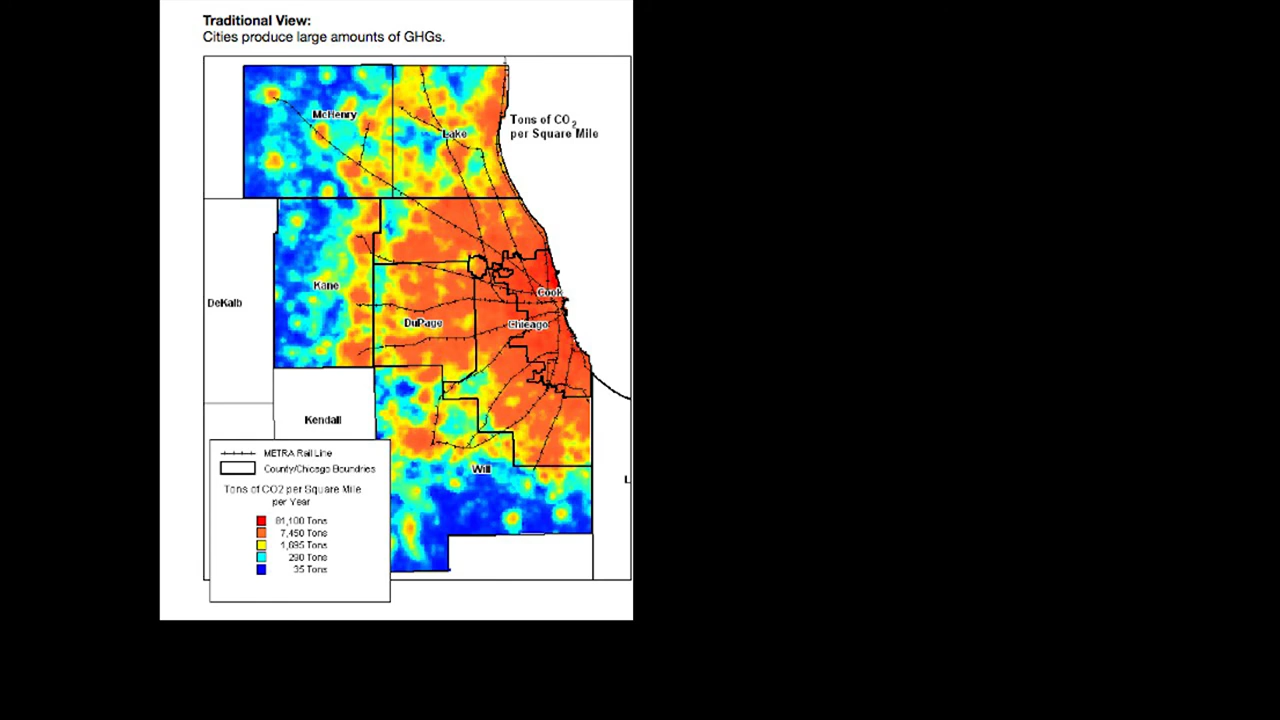 Traditional View:
Cities produce large amounts of GHGs.
McHenry
Lake
Tons of CO2
per Square Mile
Kane
DeKalb
Cook
DuPage
Chicago
Kendall
Will
L
METRA Rail Line
County/Chicago Boundries
Tons of CO2 per Square Mile
per Year
81,100 Tons
7,450 Tons
1,695 Tons
290 Tons
35 Tons